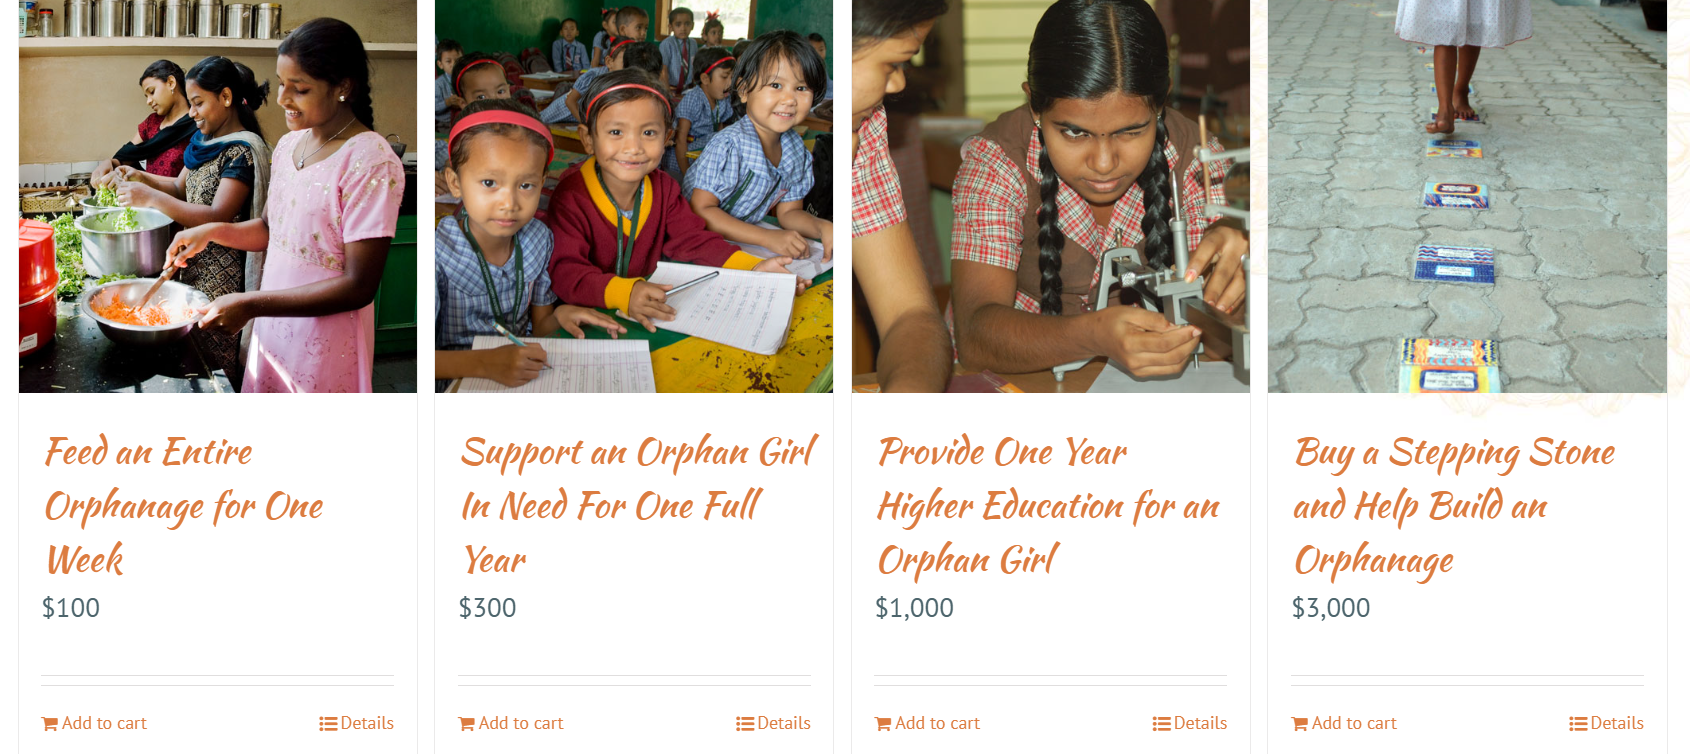 Feed an Entire
Orphanage for One
Week
$100
Add to cart
Details
Support an Orphan Girl
In Need For One Full
Year
$300
Add to cart
Details
Provide One Year
Higher Education for an
Orphan Girl
$1,000
Add to cart
Details
Buy a Stepping Stone
and Help Build an
Orphanage
$3,000
Add to cart
Details